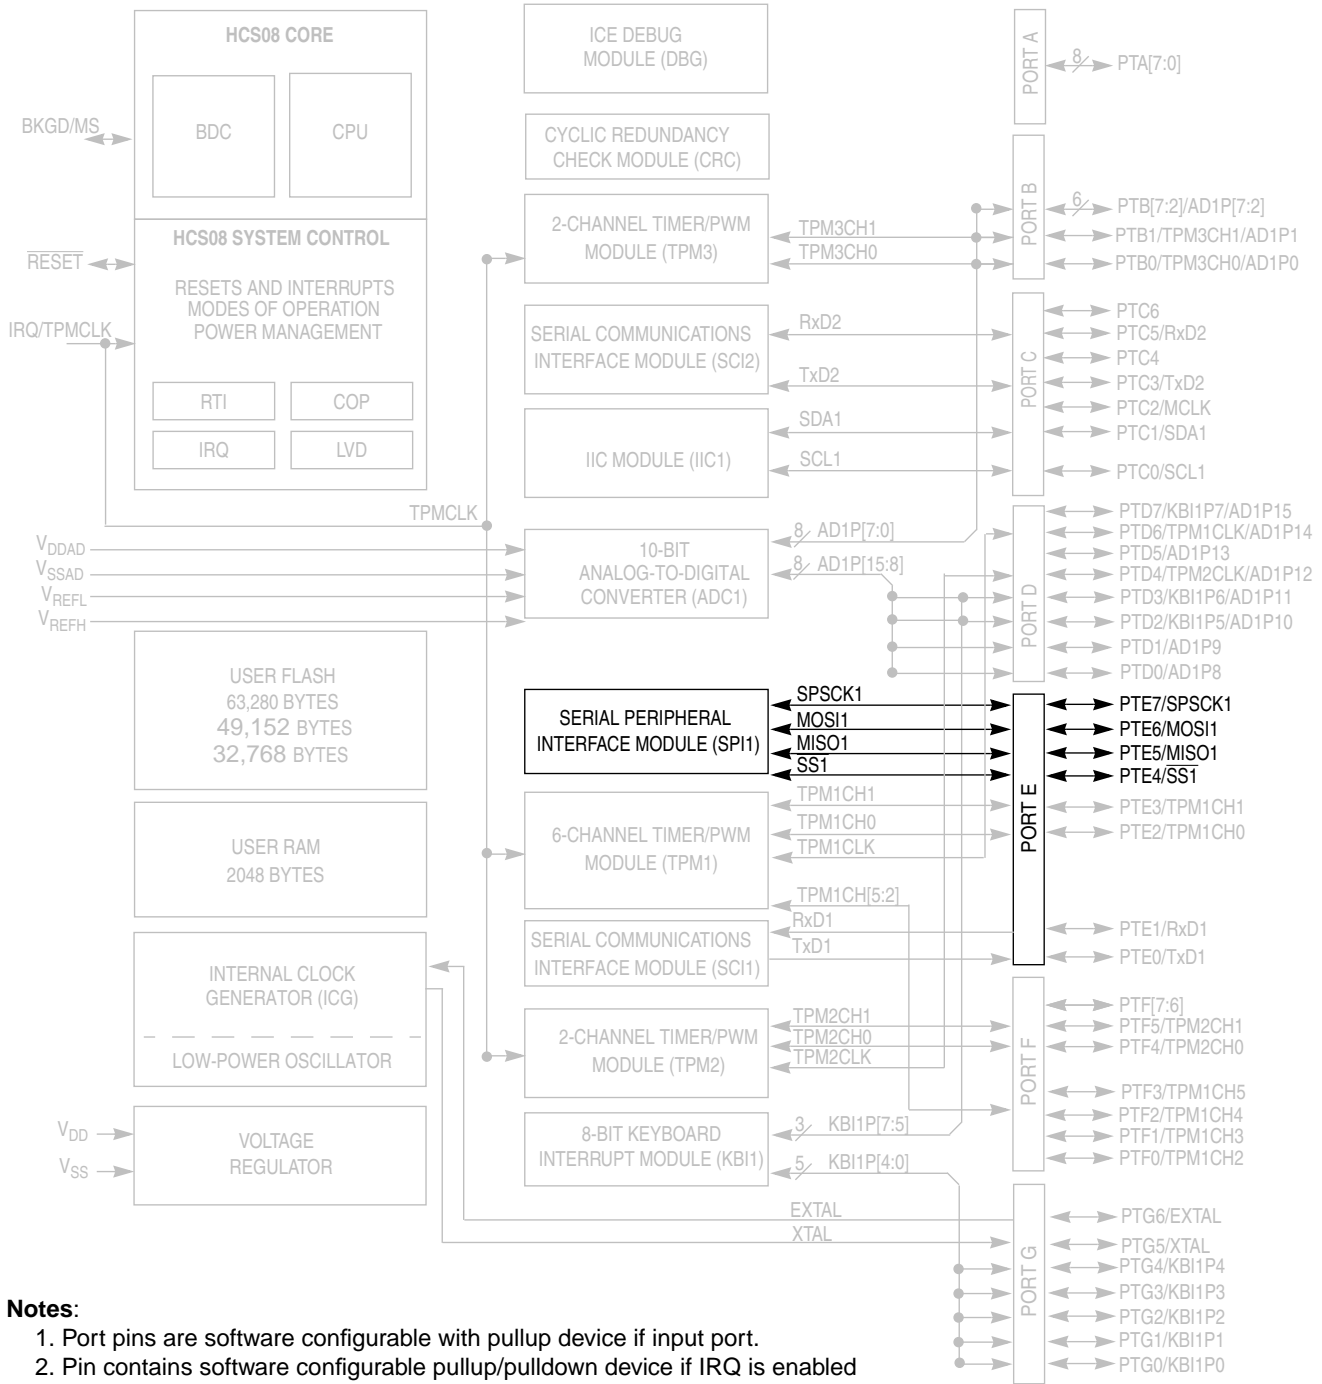 HCS08 CORE
BDC
CPU
BKGD/MS
HCS08 SYSTEM CONTROL
RESET
RESETS AND INTERRUPTS
MODES OF OPERATION
POWER MANAGEMENT
IRQ/TPMCLK
RTI
COP
IRQ
LVD
TPMCLK
VDDAD
VSSAD
VREFL
VREFH
USER FLASH
63,280 BYTES
49,152 BYTES
32,768 BYTES
USER RAM
2048 BYTES
INTERNAL CLOCK
GENERATOR (ICG)
LOW-POWER OSCILLATOR
VDD
VSS
VOLTAGE
REGULATOR
ICE DEBUG
MODULE (DBG)
CYCLIC REDUNDANCY
CHECK MODULE (CRC)
2-CHANNEL TIMER/PWM
MODULE (TPM3)
TPM3CH1
TPM3CH0
SERIAL COMMUNICATIONS
INTERFACE MODULE (SCI2)
RxD2
TxD2
IIC MODULE (IIC1)
SDA1
SCL1
10-BIT
ANALOG-TO-DIGITAL
CONVERTER (ADC1)
8 AD1P[7:0]
8 AD1P[15:8]
SERIAL PERIPHERAL
INTERFACE MODULE (SPI1)
SPSCK1
MOSI1
MISO1
SS1
6-CHANNEL TIMER/PWM
MODULE (TPM1)
TPM1CH1
TPM1CH0
TPM1CLK
TPM1CH[5:2]
SERIAL COMMUNICATIONS
INTERFACE MODULE (SCI1)
RxD1
TxD1
2-CHANNEL TIMER/PWM
MODULE (TPM2)
TPM2CH1
TPM2CH0
TPM2CLK
8-BIT KEYBOARD
INTERRUPT MODULE (KBI1)
3 KBI1P[7:5]
5 KBI1P[4:0]
EXTAL
XTAL
PORT A
8 PTA[7:0]
PORT B
6 PTB[7:2]/AD1P[7:2]
PTB1/TPM3CH1/AD1P1
PTB0/TPM3CH0/AD1P0
PORT C
PTC6
PTC5/RxD2
PTC4
PTC3/TxD2
PTC2/MCLK
PTC1/SDA1
PTC0/SCL1
PORT D
PTD7/KBI1P7/AD1P15
PTD6/TPM1CLK/AD1P14
PTD5/AD1P13
PTD4/TPM2CLK/AD1P12
PTD3/KBI1P6/AD1P11
PTD2/KBI1P5/AD1P10
PTD1/AD1P9
PTD0/AD1P8
PORT E
PTE7/SPSCK1
PTE6/MOSI1
PTE5/MISO1
PTE4/SS1
PTE3/TPM1CH1
PTE2/TPM1CH0
PTE1/RxD1
PTE0/TxD1
PORT F
PTF[7:6]
PTF5/TPM2CH1
PTF4/TPM2CH0
PTF3/TPM1CH5
PTF2/TPM1CH4
PTF1/TPM1CH3
PTF0/TPM1CH2
PORT G
PTG6/EXTAL
PTG5/XTAL
PTG4/KBI1P4
PTG3/KBI1P3
PTG2/KBI1P2
PTG1/KBI1P1
PTG0/KBI1P0
Notes:
1. Port pins are software configurable with pullup device if input port.
2. Pin contains software configurable pullup/pulldown device if IRQ is enabled